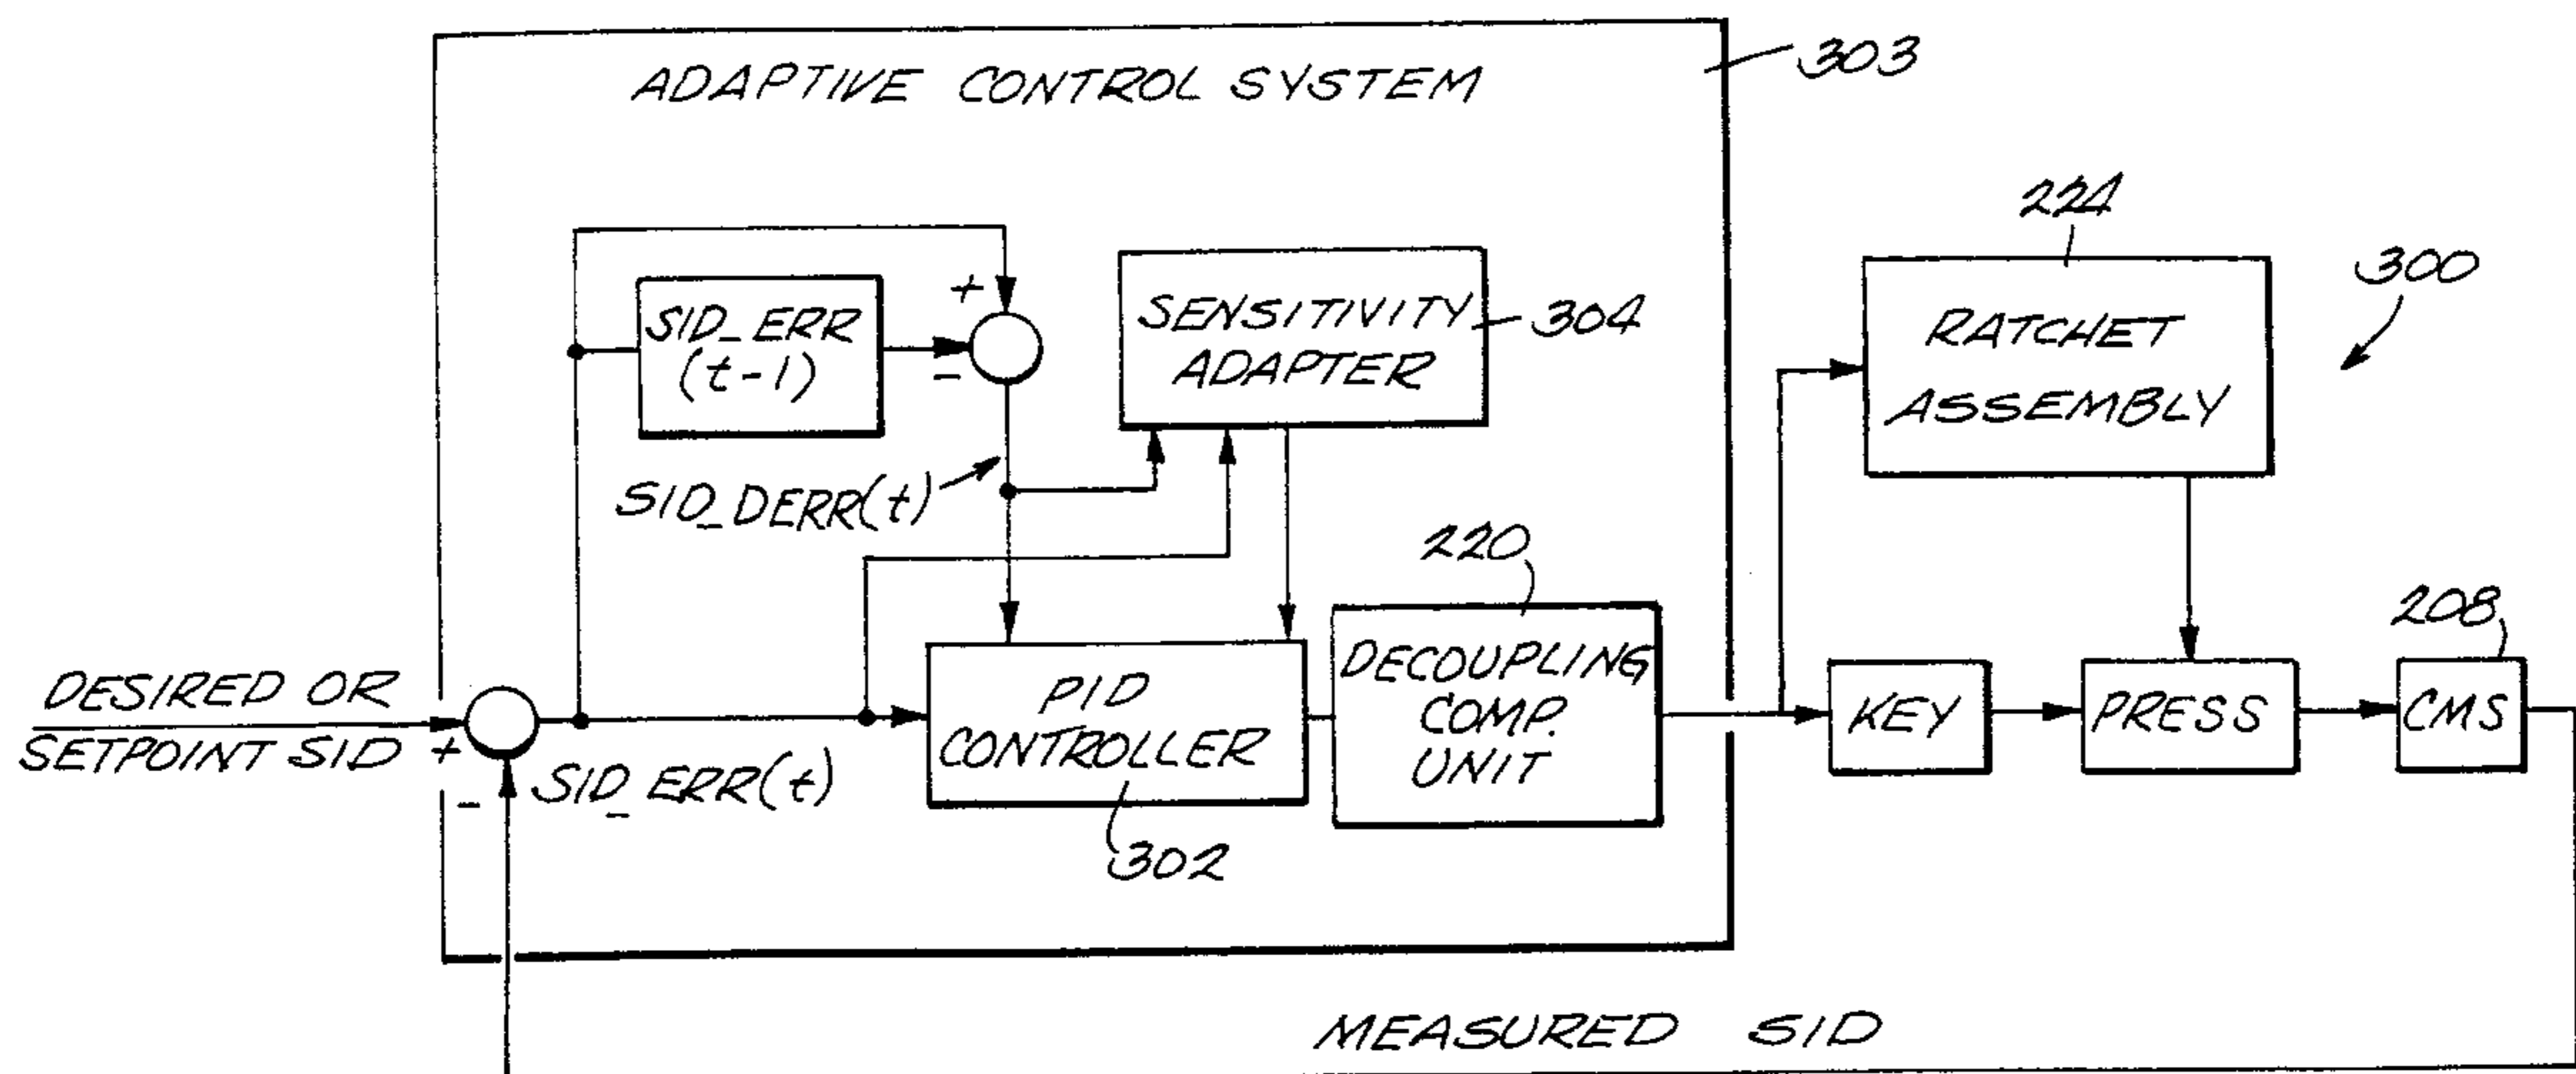 ADAPTIVE CONTROL SYSTEM
303
224
300
SID_ERR
(t-1)
+
-
SENSITIVITY
ADAPTER
304
RATCHET
ASSEMBLY
SID_DERR(t)
220
208
DESIRED OR
SETPOINT SID
+
-
SID_ERR(t)
PID
CONTROLLER
302
DECOUPLING
COMP.
UNIT
KEY
PRESS
CMS
MEASURED SID